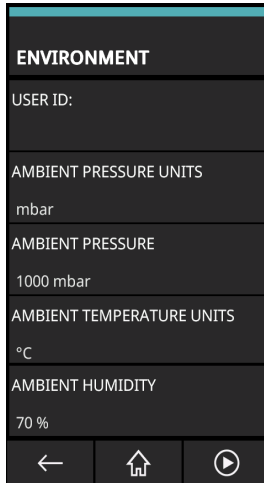 ENVIRONMENT
USER ID:
AMBIENT PRESSURE UNITS
mbar
AMBIENT PRESSURE
1000 mbar
AMBIENT TEMPERATURE UNITS
°C
AMBIENT HUMIDITY
70 %